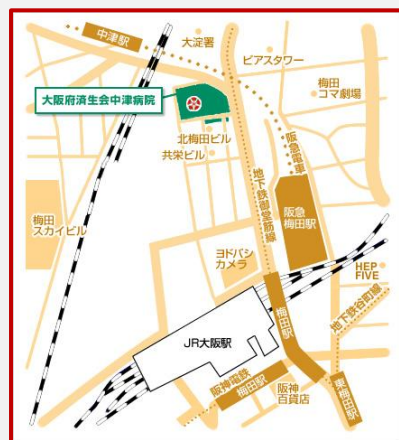 中津駅
大淀署
ピアスタワー
梅田
コマ劇場
大阪府済生会中津病院
北梅田ビル
共栄ビル
阪急電車
地下鉄御堂筋線
阪急
梅田駅
梅田
スカイビル
ヨドバシ
カメラ
HEP
FIVE
地下鉄谷町線
梅田駅
JR大阪駅
阪神電鉄
梅田駅
阪神
百貨店
東梅田駅